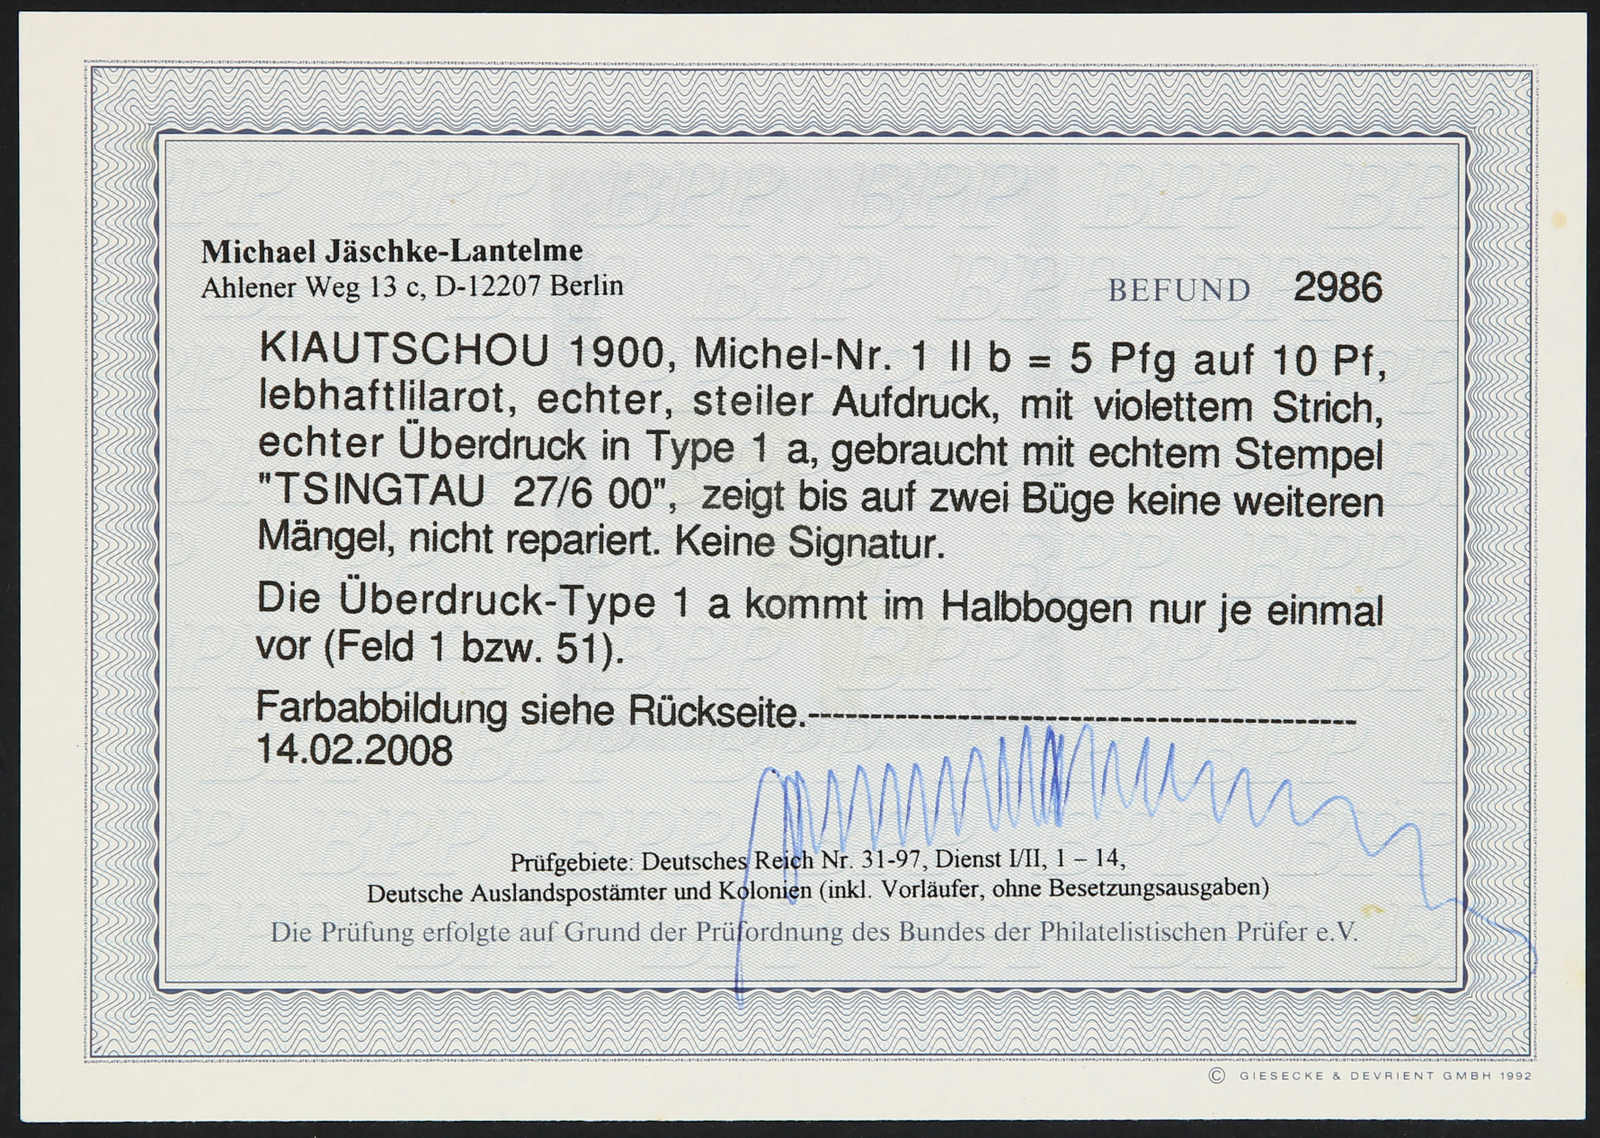 Michael Jäschke-Lantelme
Ahlener Weg 13 c, D-12207 Berlin
BEFUND 2986
KIAUTSCHOU 1900, Michel-Nr. 1 II b = 5 Pfg auf 10 Pf,
lebhaftlilarot, echter, steiler Aufdruck, mit violettem Strich,
echter Überdruck in Type 1 a, gebraucht mit echtem Stempel
"TSINGTAU 27/6 00", zeigt bis auf zwei Büge keine weiteren
Mängel, nicht repariert. Keine Signatur.
Die Überdruck-Type 1 a kommt im Halbbogen nur je einmal
vor (Feld 1 bzw. 51).
Farbabbildung siehe Rückseite.-------------------------------------------
14.02.2008
Prüfgebiete: Deutsches Reich Nr. 31-97, Dienst I/II, 1 – 14,
Deutsche Auslandspostämter und Kolonien (inkl. Vorläufer, ohne Besetzungsausgaben)
Die Prüfung erfolgte auf Grund der Prüfordnung des Bundes der Philatelistischen Prüfer e.V.
© GIESECKE & DEVRIENT GMBH 1992